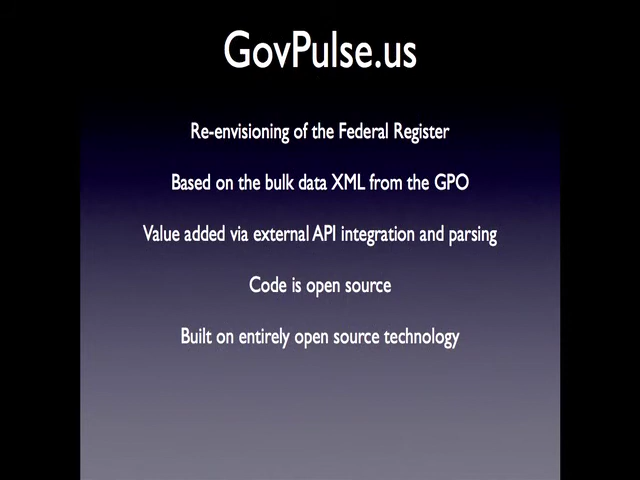 GovPulse.us
Re-envisioning of the Federal Register
Based on the bulk data XML from the GPO
Value added via external API integration and parsing
Code is open source
Built on entirely open source technology